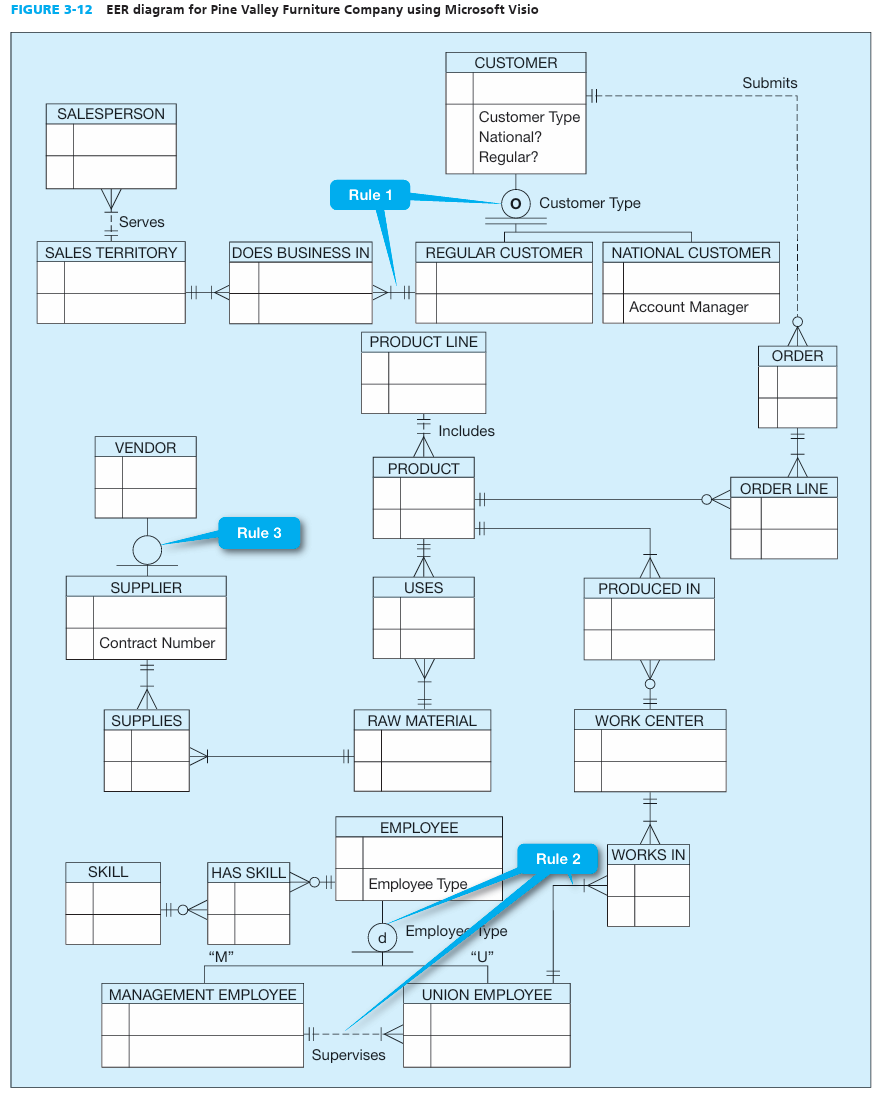 FIGURE 3-12 EER diagram for Pine Valley Furniture Company using Microsoft Visio
CUSTOMER
Submits
Customer Type
National?
Regular?
SALESPERSON
Rule 1
O
Customer Type
Serves
SALES TERRITORY
DOES BUSINESS IN
REGULAR CUSTOMER
NATIONAL CUSTOMER
Account Manager
PRODUCT LINE
ORDER
Includes
VENDOR
PRODUCT
ORDER LINE
Rule 3
SUPPLIER
USES
PRODUCED IN
Contract Number
SUPPLIES
RAW MATERIAL
WORK CENTER
EMPLOYEE
Rule 2
WORKS IN
SKILL
HAS SKILL
Employee Type
d
Employee Type
“M”
“U”
MANAGEMENT EMPLOYEE
UNION EMPLOYEE
Supervises